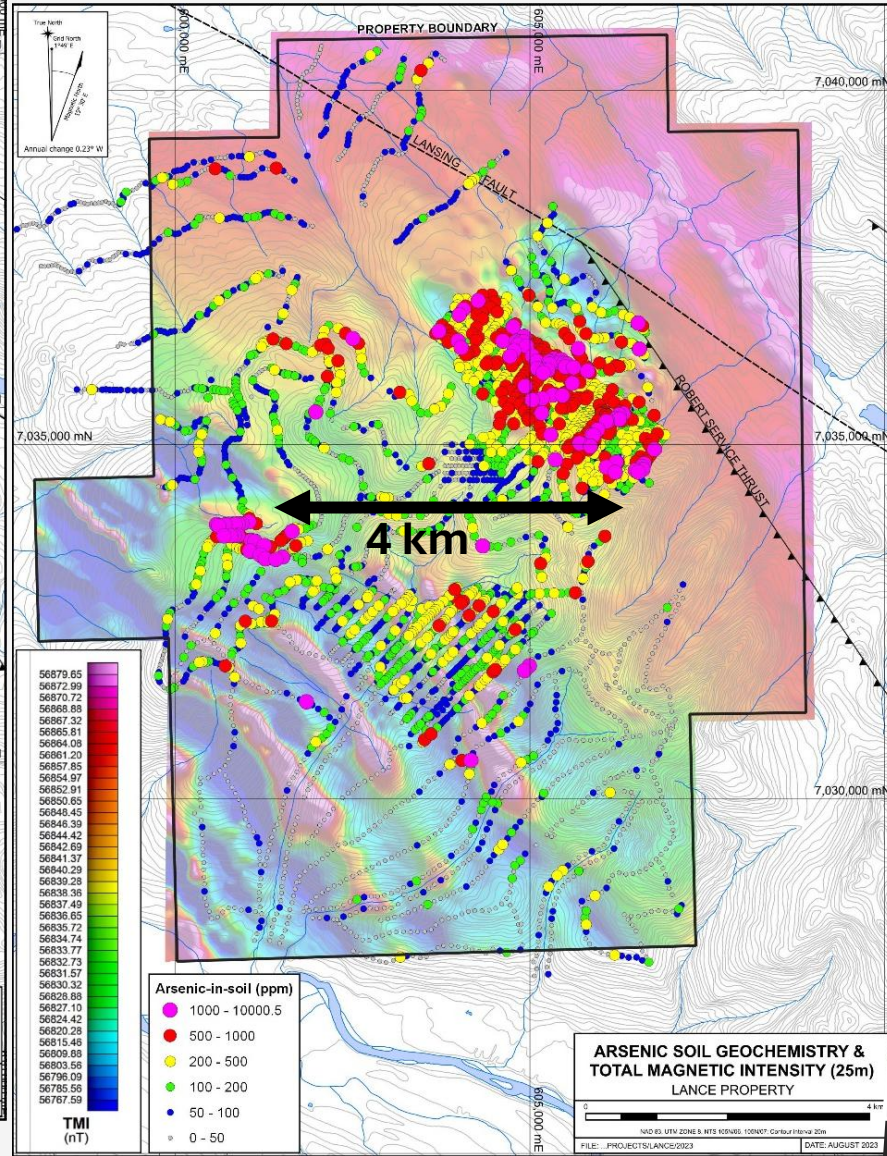 True North
Grid North
1°49' E
Magnetic North
Annual change 0.23° W
600,000 mE
605,000 mE
PROPERTY BOUNDARY
7,040,000 mN
LANSING FAULT
ROBERT SERVICE THRUST
7,035,000 mN
7,035,000 mN
4 km
7,030,000 mN
56879.65
56872.99
56870.72
56868.88
56867.32
56865.81
56864.08
56861.20
56857.85
56854.97
56852.91
56850.65
56848.45
56846.39
56844.42
56842.69
56841.37
56840.29
56839.28
56838.36
56837.49
56836.65
56835.72
56834.74
56833.77
56832.73
56831.57
56830.32
56828.88
56827.10
56824.42
56820.28
56815.46
56809.88
56803.56
56796.09
56785.56
56767.59
TMI
(nT)
Arsenic-in-soil (ppm)
1000 - 10000.5
500 - 1000
200 - 500
100 - 200
50 - 100
0 - 50
605,000 mE
ARSENIC SOIL GEOCHEMISTRY &
TOTAL MAGNETIC INTENSITY (25m)
LANCE PROPERTY
0 4 km
FILE: ...PROJECTS/LANCE/2023 DATE: AUGUST 2023